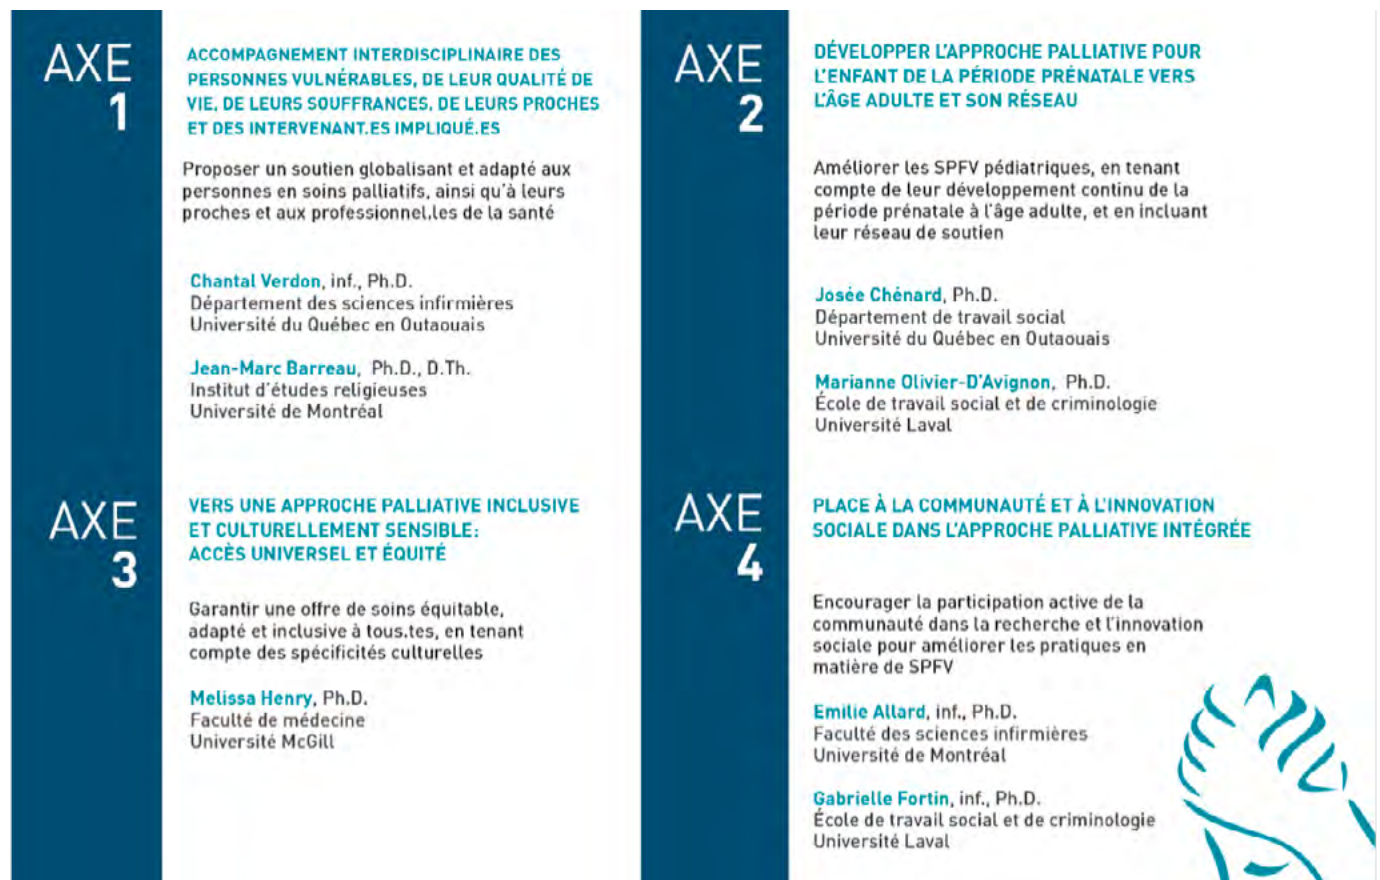 AXE
1
ACCOMPAGNEMENT INTERDISCIPLINAIRE DES
PERSONNES VULNÉRABLES, DE LEUR QUALITÉ DE
VIE, DE LEURS SOUFFRANCES, DE LEURS PROCHES
ET DES INTERVENANT.ES IMPLIQUÉ.ES
Proposer un soutien globalisant et adapté aux
personnes en soins palliatifs, ainsi qu'à leurs
proches et aux professionnel.les de la santé
Chantal Verdon, inf., Ph.D.
Département des sciences infirmières
Université du Québec en Outaouais
Jean-Marc Barreau, Ph.D., D.Th.
Institut d'études religieuses
Université de Montréal
AXE
2
DÉVELOPPER L'APPROCHE PALLIATIVE POUR
L'ENFANT DE LA PÉRIODE PRÉNATALE VERS
L'ÂGE ADULTE ET SON RÉSEAU
Améliorer les SPFV pédiatriques, en tenant
compte de leur développement continu de la
période prénatale à l'âge adulte, et en incluant
leur réseau de soutien
Josée Chénard, Ph.D.
Département de travail social
Université du Québec en Outaouais
Marianne Olivier-D'Avignon, Ph.D.
École de travail social et de criminologie
Université Laval
AXE
3
VERS UNE APPROCHE PALLIATIVE INCLUSIVE
ET CULTURELLEMENT SENSIBLE:
ACCÈS UNIVERSEL ET ÉQUITÉ
Garantir une offre de soins équitable,
adapté et inclusive à tous.tes, en tenant
compte des spécificités culturelles
Melissa Henry, Ph.D.
Faculté de médecine
Université McGill
AXE
4
PLACE À LA COMMUNAUTÉ ET À L'INNOVATION
SOCIALE DANS L'APPROCHE PALLIATIVE INTÉGRÉE
Encourager la participation active de la
communauté dans la recherche et l'innovation
sociale pour améliorer les pratiques en
matière de SPFV
Emilie Allard, inf., Ph.D.
Faculté des sciences infirmières
Université de Montréal
Gabrielle Fortin, inf., Ph.D.
École de travail social et de criminologie
Université Laval